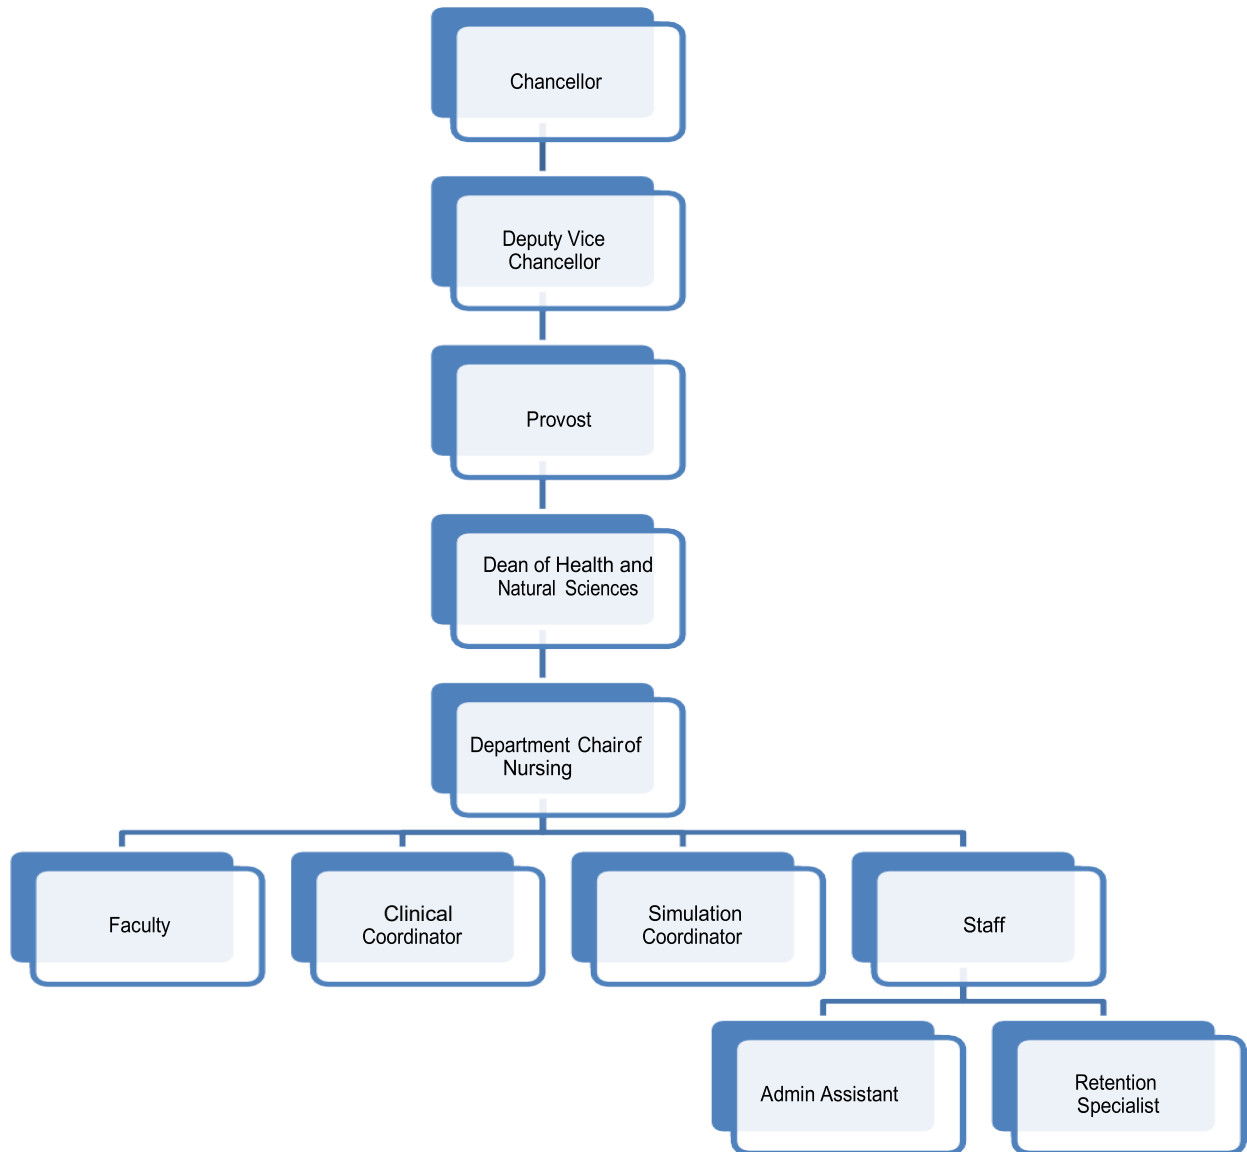 Chancellor
Deputy Vice
Chancellor
Provost
Dean of Health and
Natural Sciences
Department Chairof
Nursing
Faculty
Clinical
Coordinator
Simulation
Coordinator
Staff
Admin Assistant
Retention
Specialist